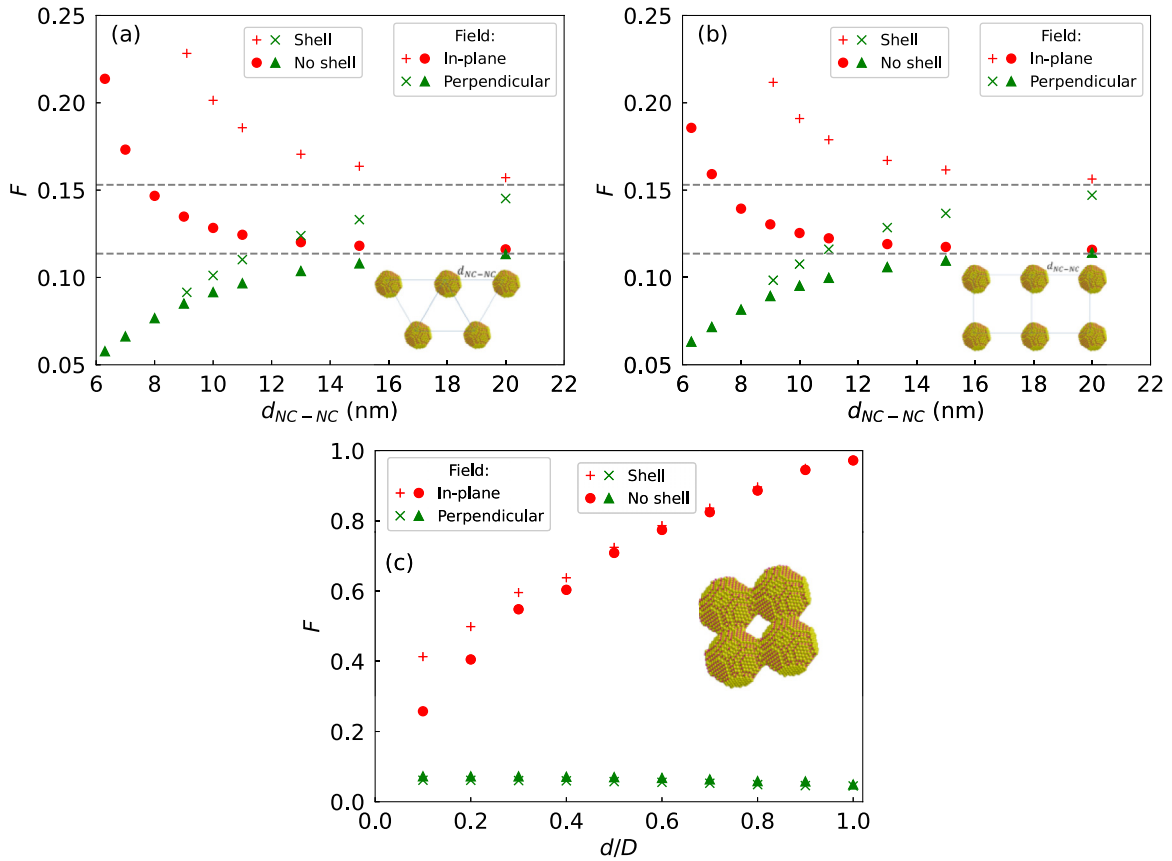 (a)
+ × Shell
No shell
Field:
In-plane
Perpendicular
F
0.25
0.20
0.15
0.10
0.05
d_NC−NC
6 8 10 12 14 16 18 20 22
d_NC−NC (nm)
(b)
+ × Shell
No shell
Field:
In-plane
Perpendicular
F
0.25
0.20
0.15
0.10
0.05
d_NC−NC
6 8 10 12 14 16 18 20 22
d_NC−NC (nm)
Field:
In-plane
Perpendicular
+ × Shell
No shell
(c)
F
1.0
0.8
0.6
0.4
0.2
0.0
0.0 0.2 0.4 0.6 0.8 1.0
d/D